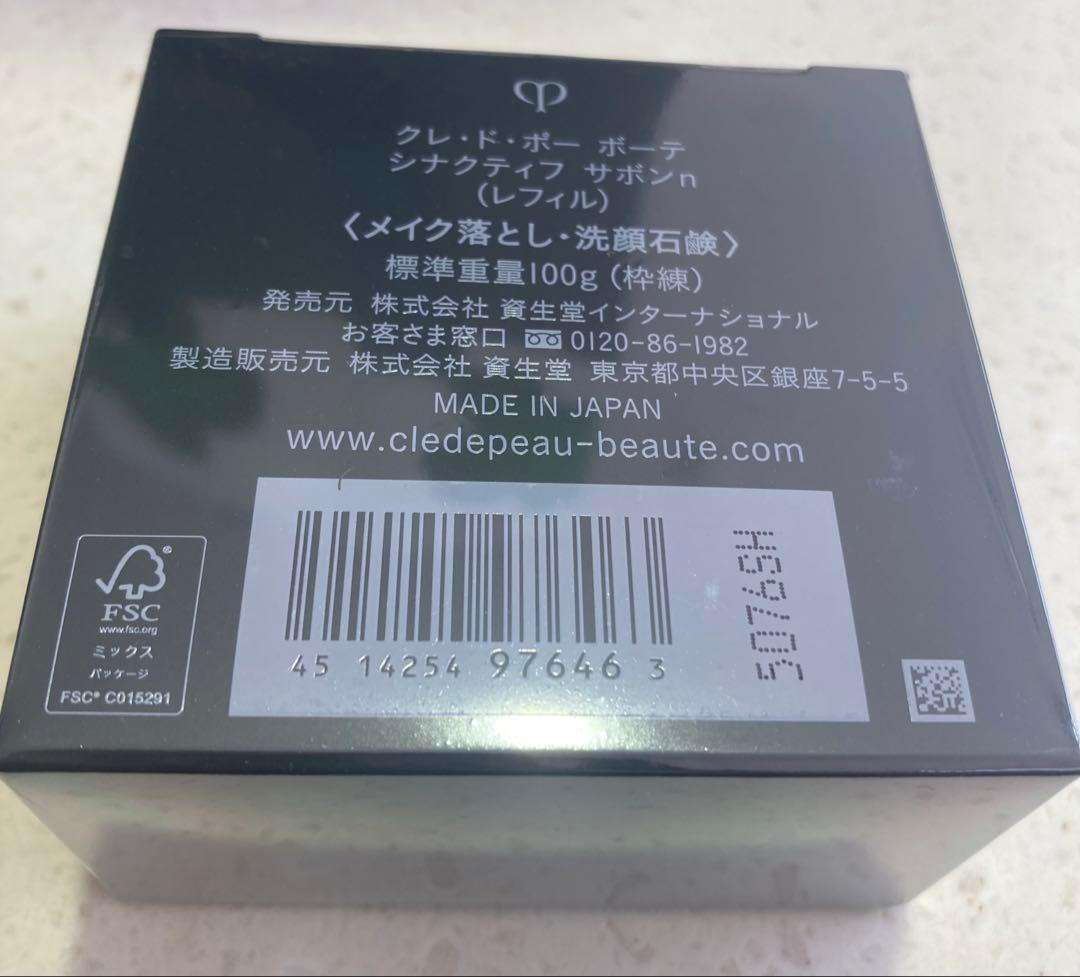 クレ・ド・ポー ボーテ
シナクティフ サボンn
(レフィル)
〈メイク落とし・洗顔石鹸〉
標準重量100g (枠練)
発売元 株式会社 資生堂インターナショナル
お客さま窓口 0120-86-1982
製造販売元 株式会社 資生堂 東京都中央区銀座7-5-5
MADE IN JAPAN
www.cledepeau-beaute.com
FSC®
www.fsc.org
ミックス
パッケージ
FSC® C015291
45 14254 97646 3
5076SH